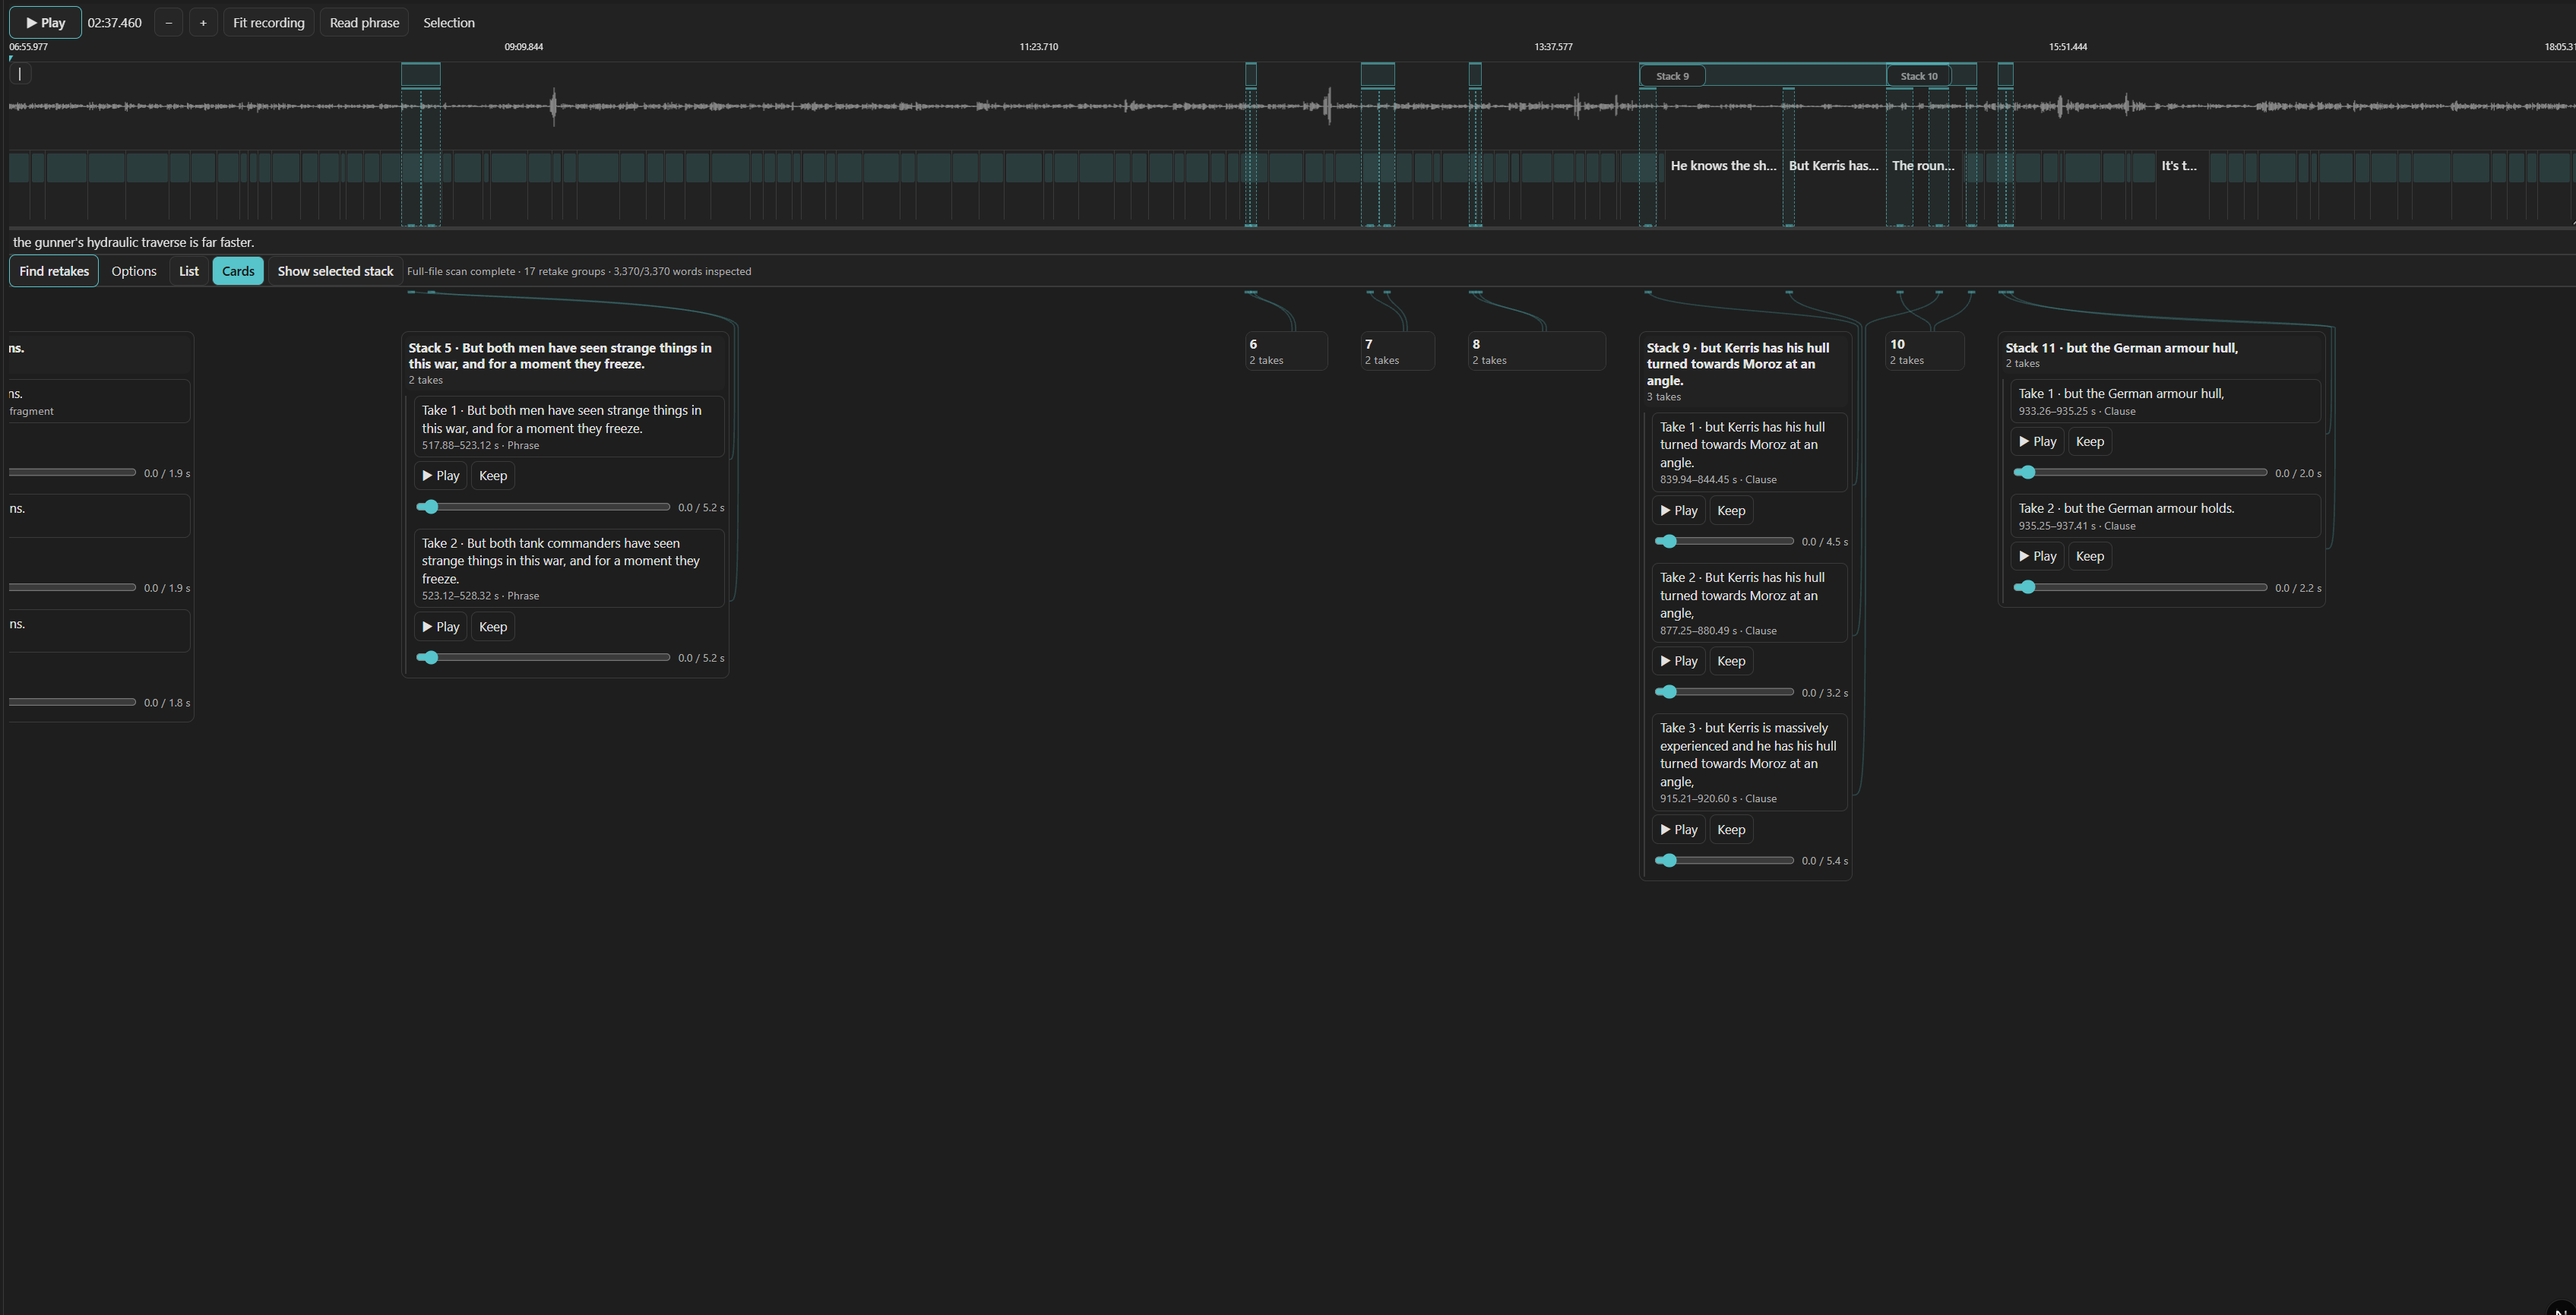 ▶ Play 02:37.460 − + Fit recording Read phrase Selection
06:55.977 09:09.844 11:23.710 13:37.577 15:51.444 18:05.31
Stack 9 Stack 10
He knows the sh... But Kerris has... The roun... It's t...
the gunner's hydraulic traverse is far faster.
Find retakes Options List Cards Show selected stack Full-file scan complete · 17 retake groups · 3,370/3,370 words inspected
ns.
ns.
fragment
0.0 / 1.9 s
ns.
0.0 / 1.9 s
ns.
0.0 / 1.8 s
Stack 5 · But both men have seen strange things in
this war, and for a moment they freeze.
2 takes
Take 1 · But both men have seen strange things in
this war, and for a moment they freeze.
517.88–523.12 s · Phrase
▶ Play Keep
0.0 / 5.2 s
Take 2 · But both tank commanders have seen
strange things in this war, and for a moment they
freeze.
523.12–528.32 s · Phrase
▶ Play Keep
0.0 / 5.2 s
6
2 takes
7
2 takes
8
2 takes
Stack 9 · but Kerris has his hull
turned towards Moroz at an
angle.
3 takes
Take 1 · but Kerris has his hull
turned towards Moroz at an
angle.
839.94–844.45 s · Clause
▶ Play Keep
0.0 / 4.5 s
Take 2 · But Kerris has his hull
turned towards Moroz at an
angle,
877.25–880.49 s · Clause
▶ Play Keep
0.0 / 3.2 s
Take 3 · but Kerris is massively
experienced and he has his hull
turned towards Moroz at an
angle,
915.21–920.60 s · Clause
▶ Play Keep
0.0 / 5.4 s
10
2 takes
Stack 11 · but the German armour hull,
2 takes
Take 1 · but the German armour hull,
933.26–935.25 s · Clause
▶ Play Keep
0.0 / 2.0 s
Take 2 · but the German armour holds.
935.25–937.41 s · Clause
▶ Play Keep
0.0 / 2.2 s